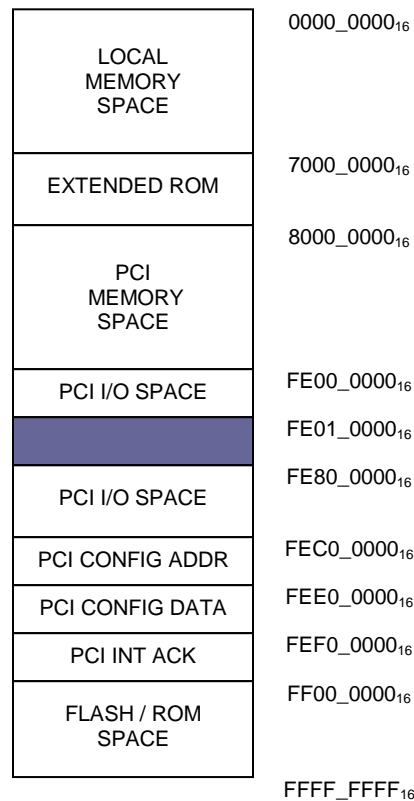 0000_0000₁₆
LOCAL
MEMORY
SPACE
7000_0000₁₆
EXTENDED ROM
8000_0000₁₆
PCI
MEMORY
SPACE
FE00_0000₁₆
PCI I/O SPACE
FE01_0000₁₆
FE80_0000₁₆
PCI I/O SPACE
FEC0_0000₁₆
PCI CONFIG ADDR
FEE0_0000₁₆
PCI CONFIG DATA
FEF0_0000₁₆
PCI INT ACK
FF00_0000₁₆
FLASH / ROM
SPACE
FFFF_FFFF₁₆